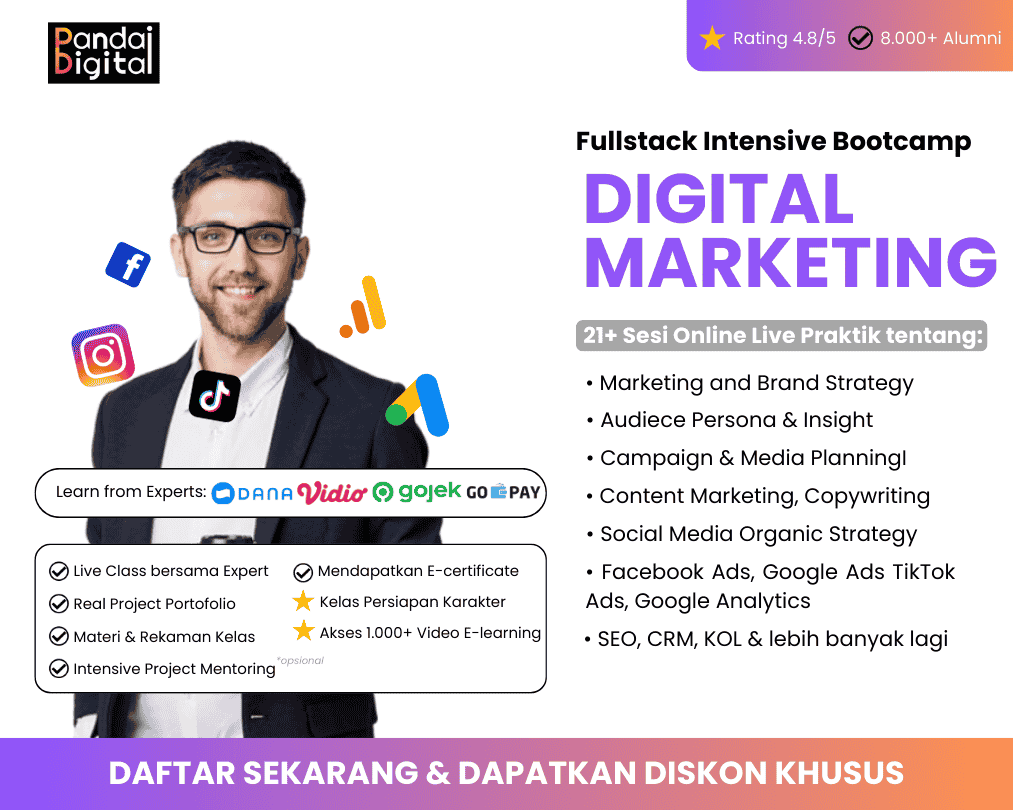 Pandai
Digital
Rating 4.8/5 8.000+ Alumni
Fullstack Intensive Bootcamp
DIGITAL
MARKETING
21+ Sesi Online Live Praktik tentang:
• Marketing and Brand Strategy
• Audiece Persona & Insight
• Campaign & Media PlanningI
• Content Marketing, Copywriting
• Social Media Organic Strategy
• Facebook Ads, Google Ads TikTok
Ads, Google Analytics
• SEO, CRM, KOL & lebih banyak lagi
Learn from Experts: DANA Vidio gojek GO PAY
Live Class bersama Expert
Real Project Portofolio
Materi & Rekaman Kelas
Intensive Project Mentoring *opsional
Mendapatkan E-certificate
Kelas Persiapan Karakter
Akses 1.000+ Video E-learning
DAFTAR SEKARANG & DAPATKAN DISKON KHUSUS